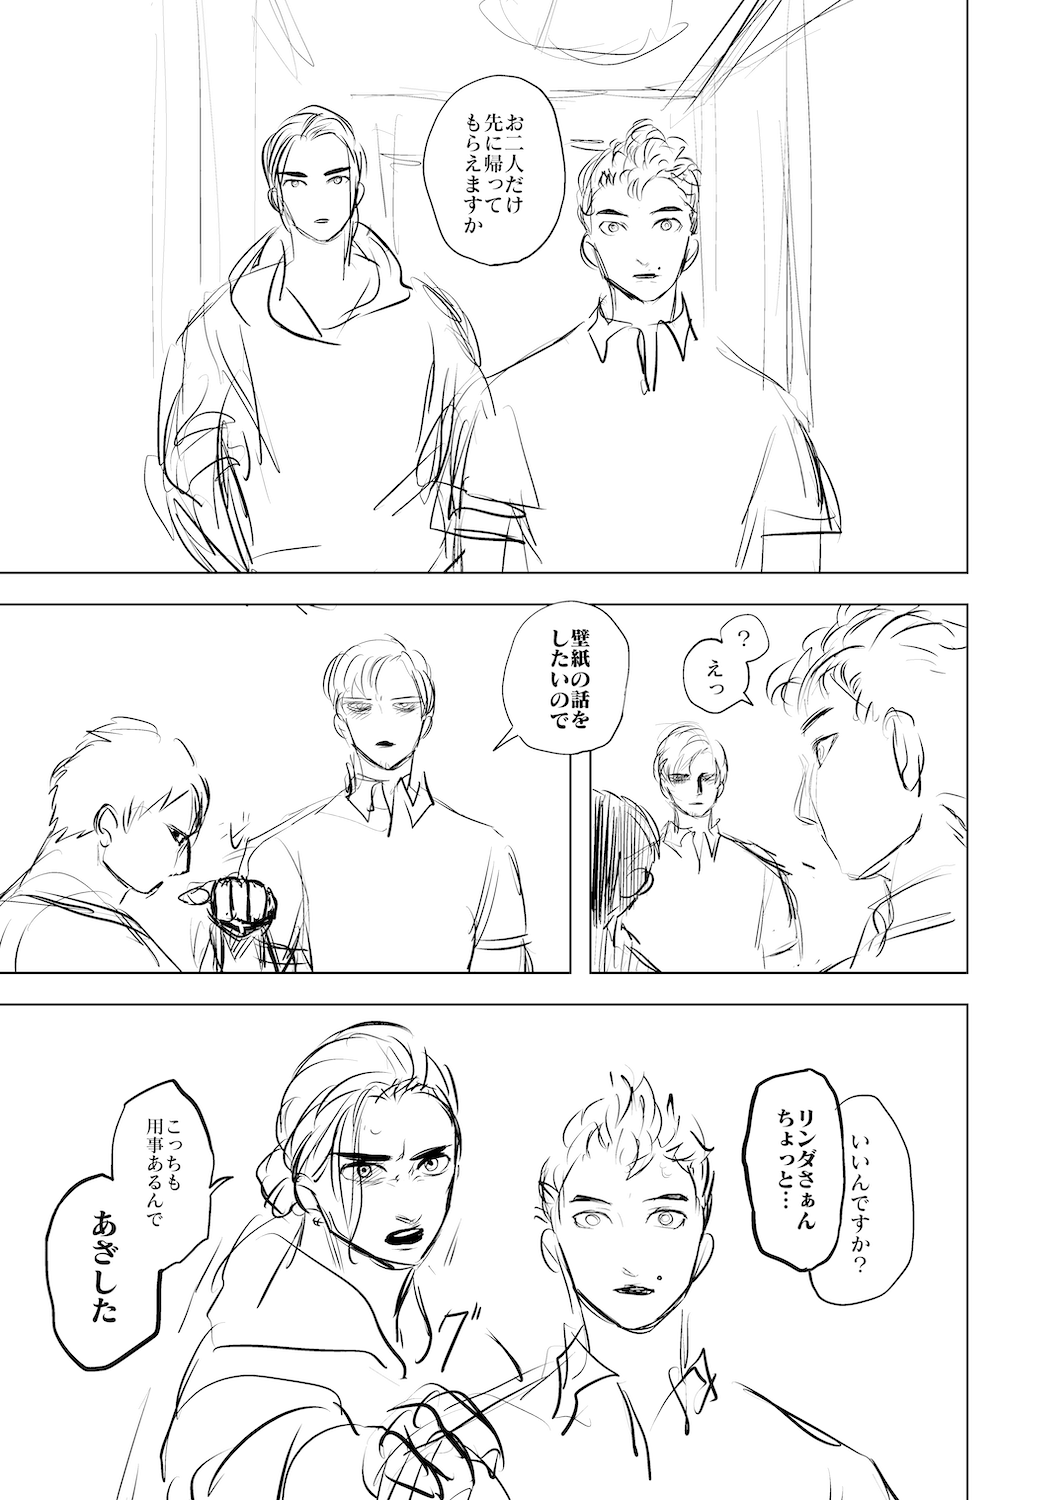 お二人だけ
先に帰って
もらえますか
？
えっ
壁紙の話を
したいので
いいんですか？
リンダさぁん
ちょっと…
グ
こっちも
用事あるんで
あざした